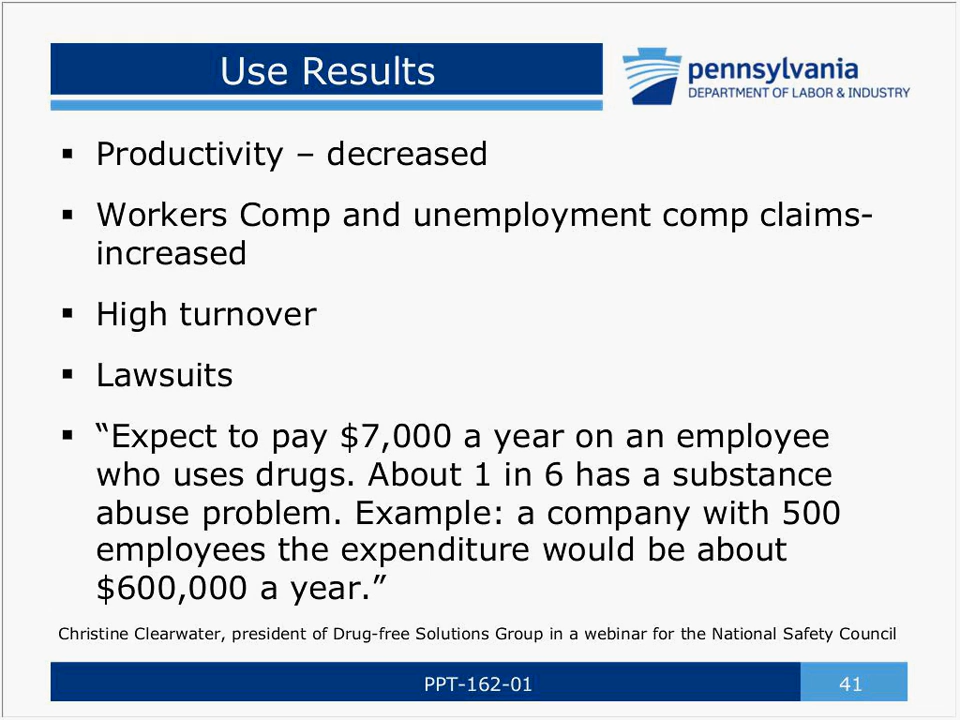 Use Results
pennsylvania
DEPARTMENT OF LABOR & INDUSTRY
▪ Productivity – decreased
▪ Workers Comp and unemployment comp claims-
increased
▪ High turnover
▪ Lawsuits
▪ “Expect to pay $7,000 a year on an employee
who uses drugs. About 1 in 6 has a substance
abuse problem. Example: a company with 500
employees the expenditure would be about
$600,000 a year.”
Christine Clearwater, president of Drug-free Solutions Group in a webinar for the National Safety Council
PPT-162-01
41